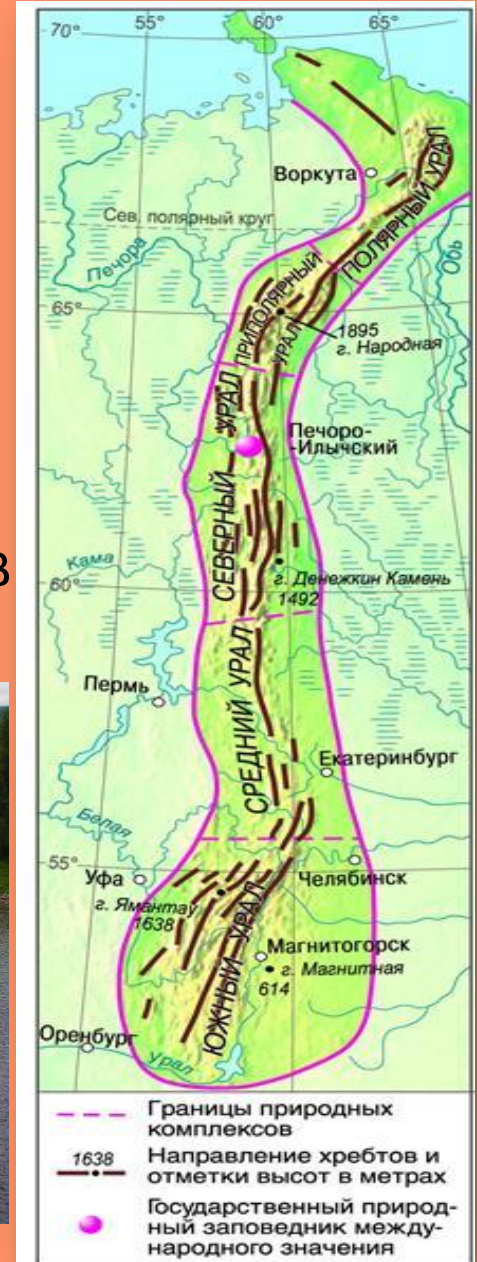 70°
55°
60°
65°
Воркута
Сев. полярный круг
Печора
ПОЛЯРНЫЙ УРАЛ
Обь
65°
ПРИПОЛЯРНЫЙ
УРАЛ
1895
г. Народная
СЕВЕРНЫЙ УРАЛ
Печоро-
-Илычский
В
Кама
60°
г. Денежкин Камень
1492
Пермь
СРЕДНИЙ УРАЛ
Екатеринбург
Белая
55°
Уфа
Челябинск
г. Ямантау
1638
ЮЖНЫЙ УРАЛ
Магнитогорск
г. Магнитная
614
Оренбург
Урал
Границы природных
комплексов
1638
Направление хребтов и
отметки высот в метрах
Государственный природ-
ный заповедник между-
народного значения